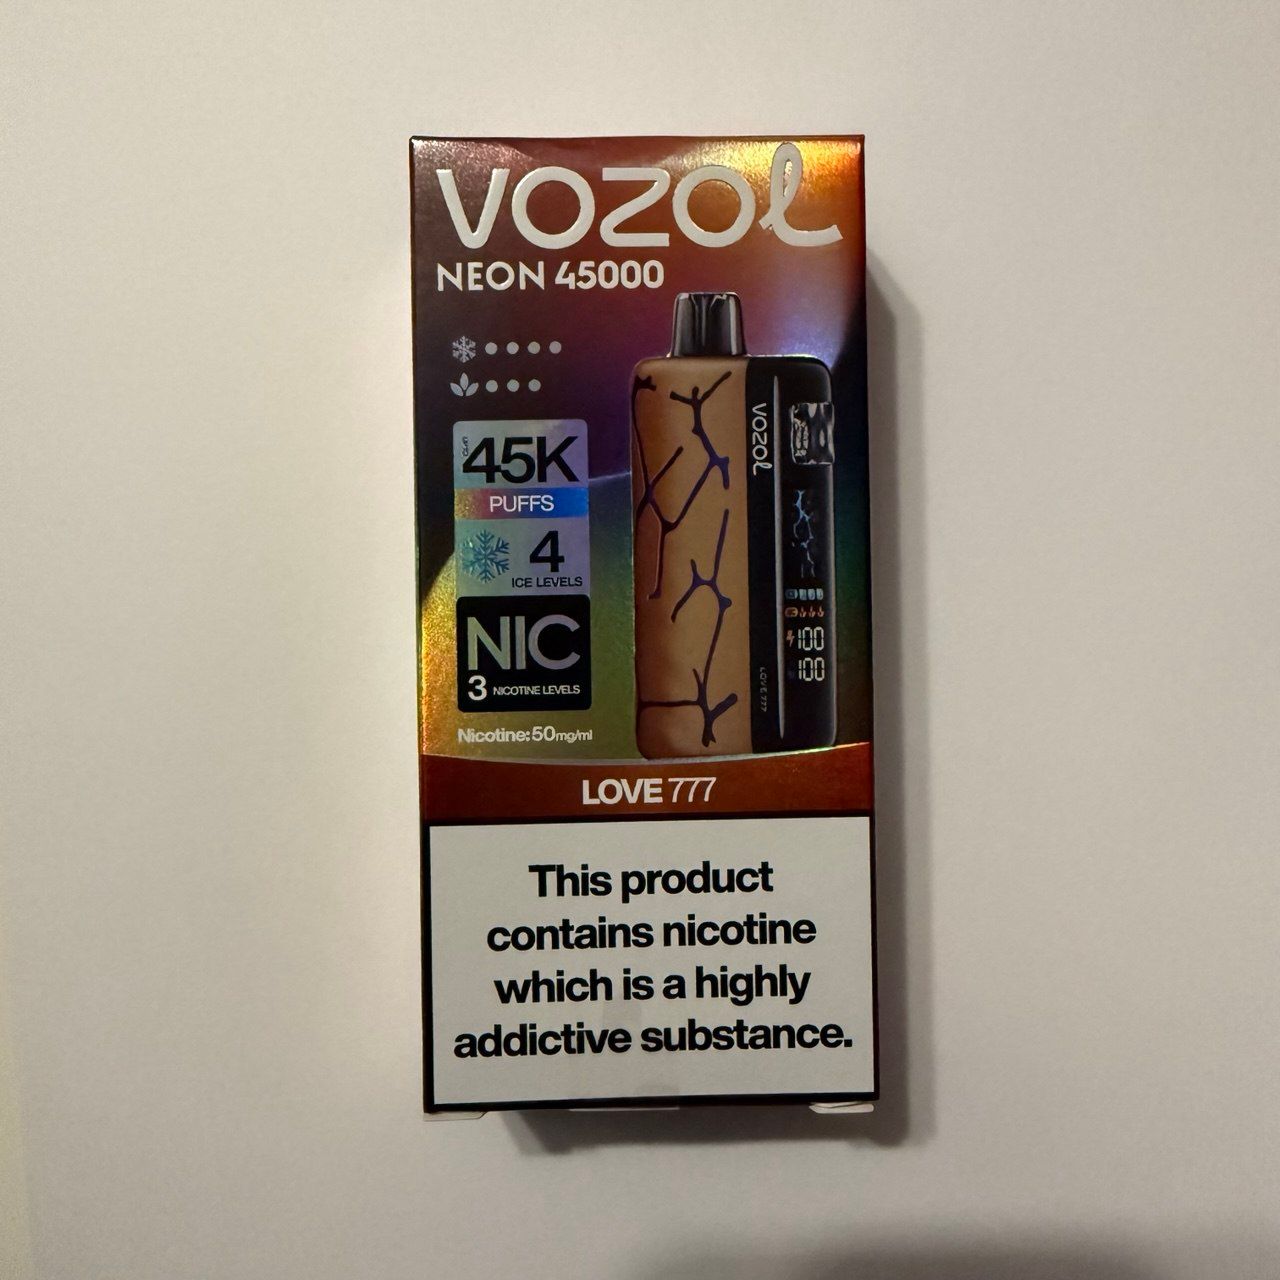 VOZOL
NEON 45000
45K
PUFFS
4
ICE LEVELS
NIC
3 NICOTINE LEVELS
Nicotine: 50mg/ml
VOZOL
100
100
LOVE 777
LOVE 777
This product
contains nicotine
which is a highly
addictive substance.